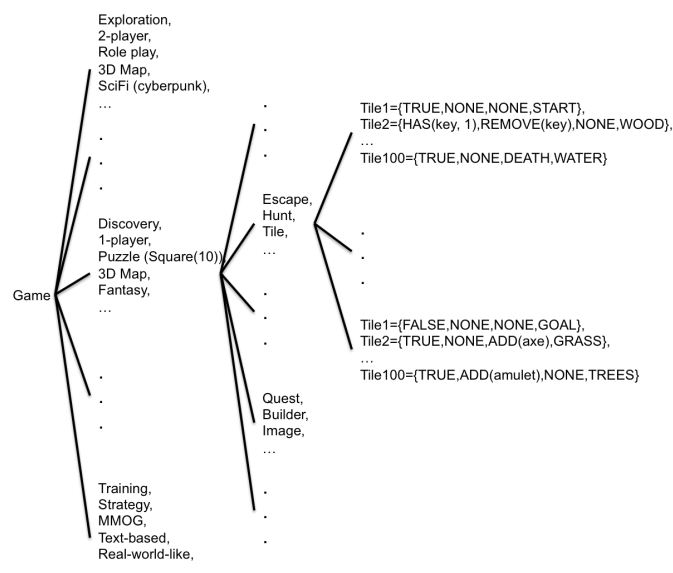 Exploration,
2-player,
Role play,
3D Map,
SciFi (cyberpunk),
…
.
.
.
Discovery,
1-player,
Puzzle (Square(10))
3D Map,
Fantasy,
…
Game
.
.
.
Training,
Strategy,
MMOG,
Text-based,
Real-world-like,
.
.
.
Escape,
Hunt,
Tile,
…
.
.
.
Quest,
Builder,
Image,
…
.
.
.
Tile1={TRUE,NONE,NONE,START},
Tile2={HAS(key, 1),REMOVE(key),NONE,WOOD},
…
Tile100={TRUE,NONE,DEATH,WATER}
.
.
.
Tile1={FALSE,NONE,NONE,GOAL},
Tile2={TRUE,NONE,ADD(axe),GRASS},
…
Tile100={TRUE,ADD(amulet),NONE,TREES}